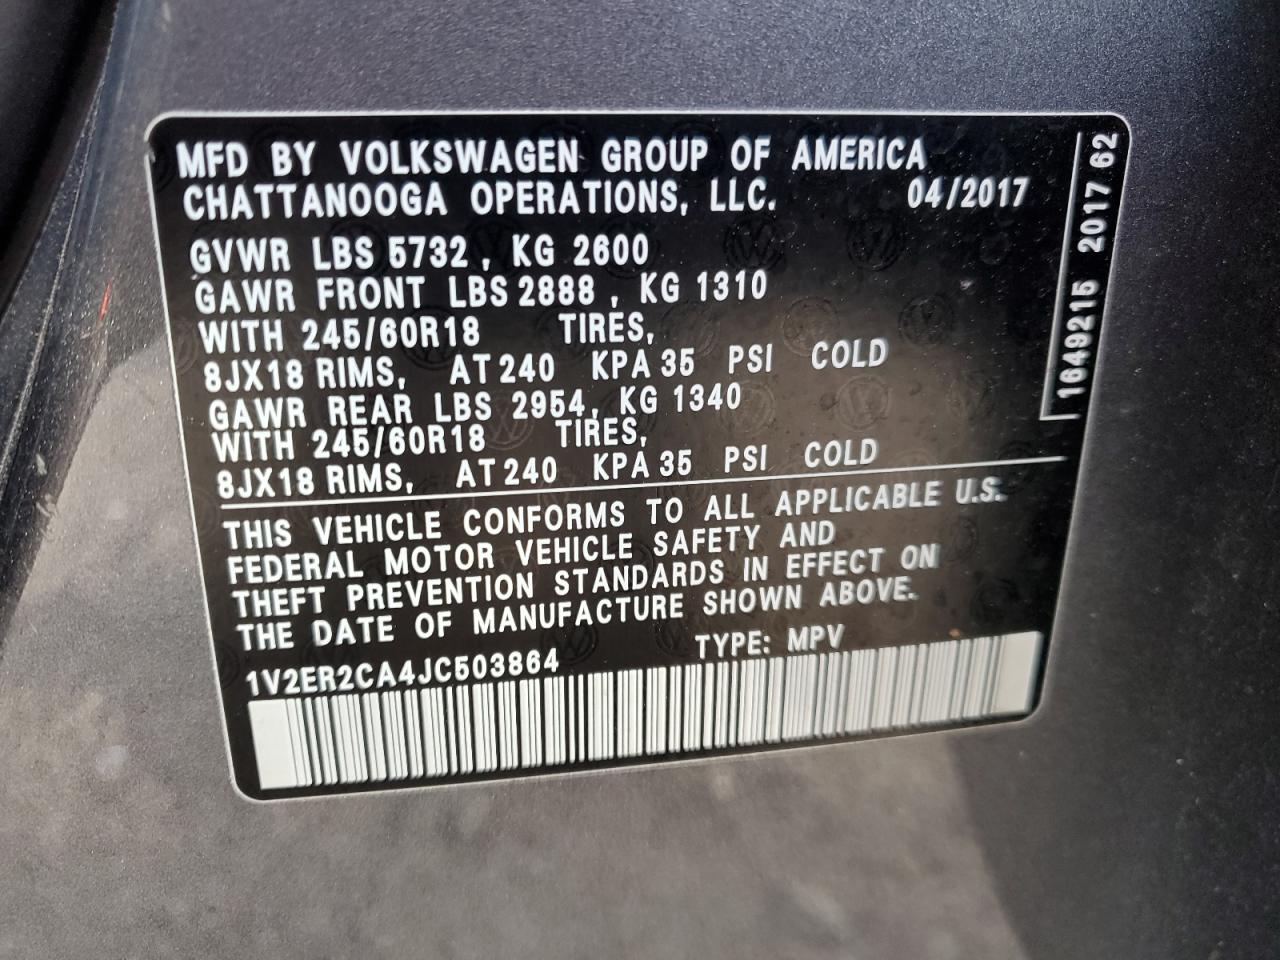 MFD BY VOLKSWAGEN GROUP OF AMERICA
CHATTANOOGA OPERATIONS, LLC. 04/2017
GVWR LBS 5732, KG 2600
GAWR FRONT LBS 2888, KG 1310
WITH 245/60R18 TIRES,
8JX18 RIMS, AT 240 KPA 35 PSI COLD
GAWR REAR LBS 2954, KG 1340
WITH 245/60R18 TIRES,
8JX18 RIMS, AT 240 KPA 35 PSI COLD
THIS VEHICLE CONFORMS TO ALL APPLICABLE U.S.
FEDERAL MOTOR VEHICLE SAFETY AND
THEFT PREVENTION STANDARDS IN EFFECT ON
THE DATE OF MANUFACTURE SHOWN ABOVE.
1V2ER2CA4JC503864 TYPE: MPV
1649215 2017 62